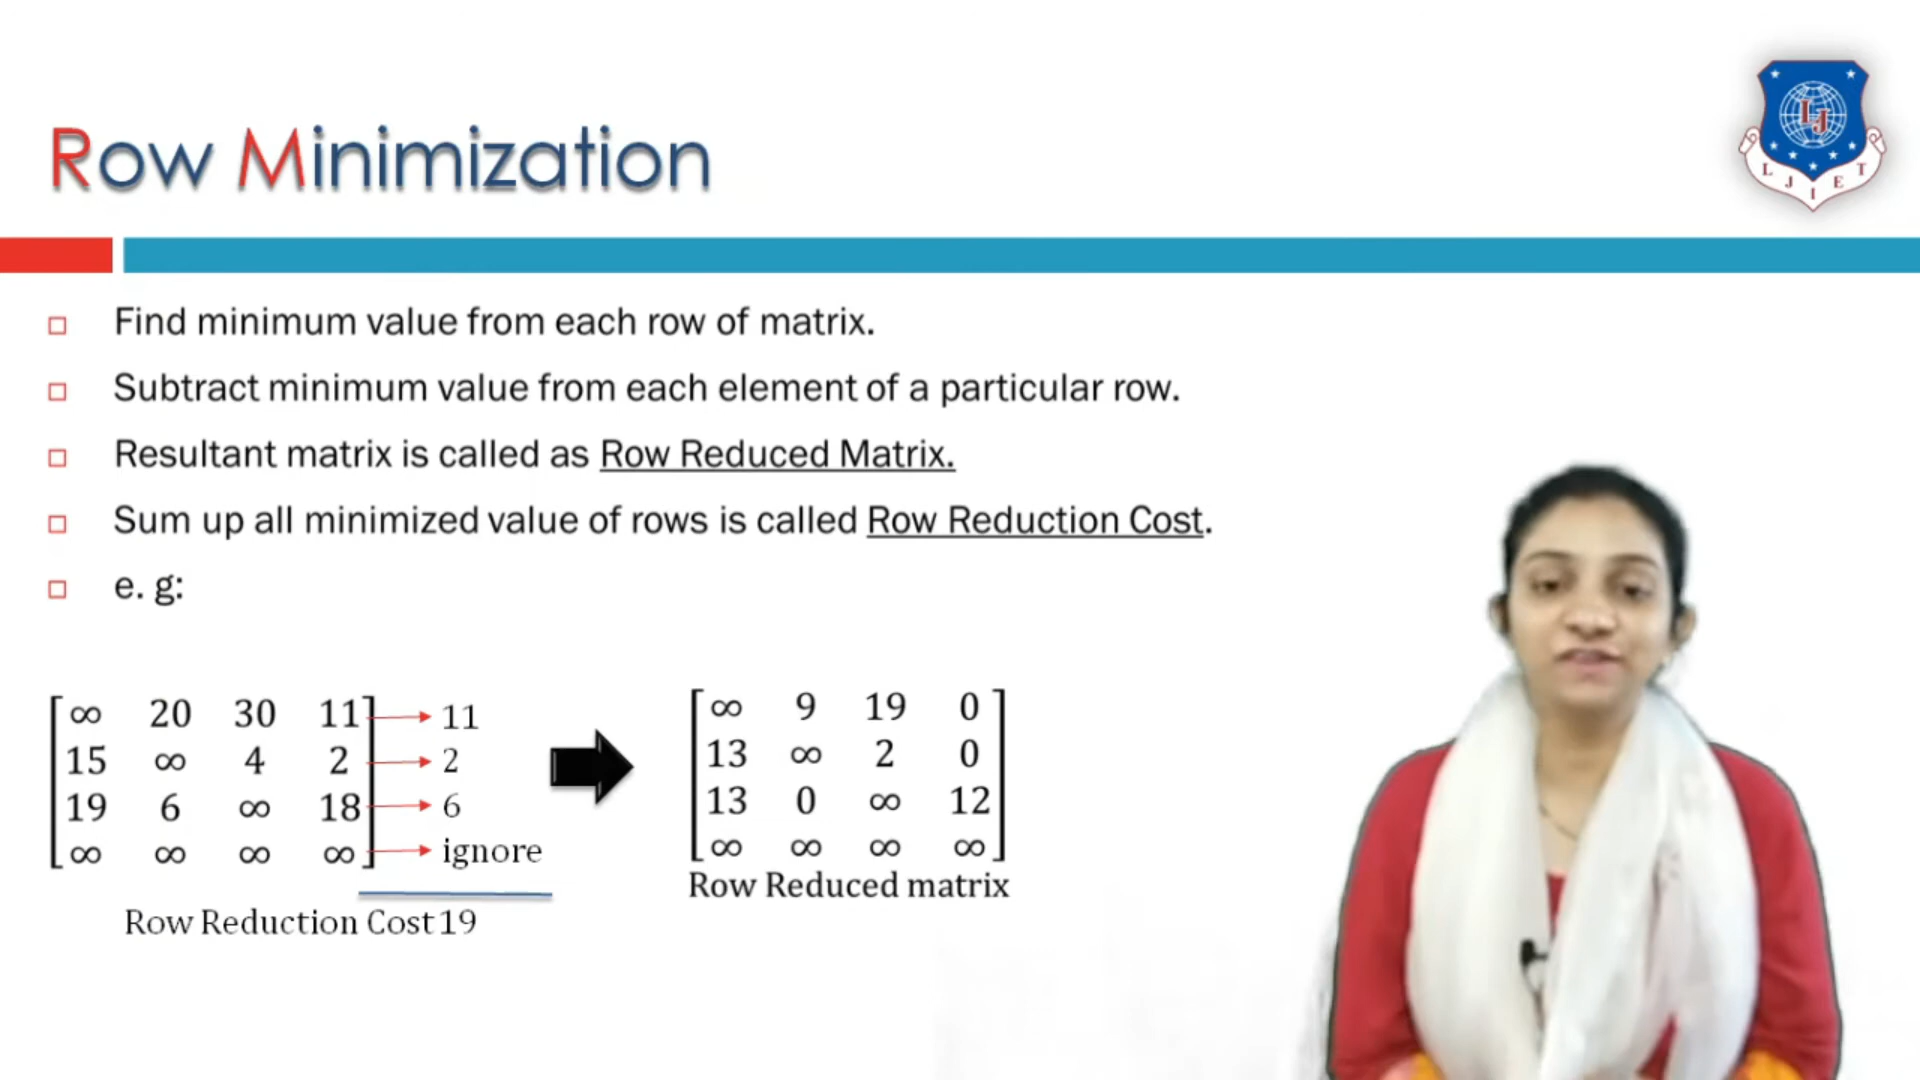 Row Minimization
L J I E T
LJ
Find minimum value from each row of matrix.
Subtract minimum value from each element of a particular row.
Resultant matrix is called as Row Reduced Matrix.
Sum up all minimized value of rows is called Row Reduction Cost.
e. g:
∞ 20 30 11 11
15 ∞ 4 2 2
19 6 ∞ 18 6
∞ ∞ ∞ ∞ ignore
Row Reduction Cost 19
∞ 9 19 0
13 ∞ 2 0
13 0 ∞ 12
∞ ∞ ∞ ∞
Row Reduced matrix